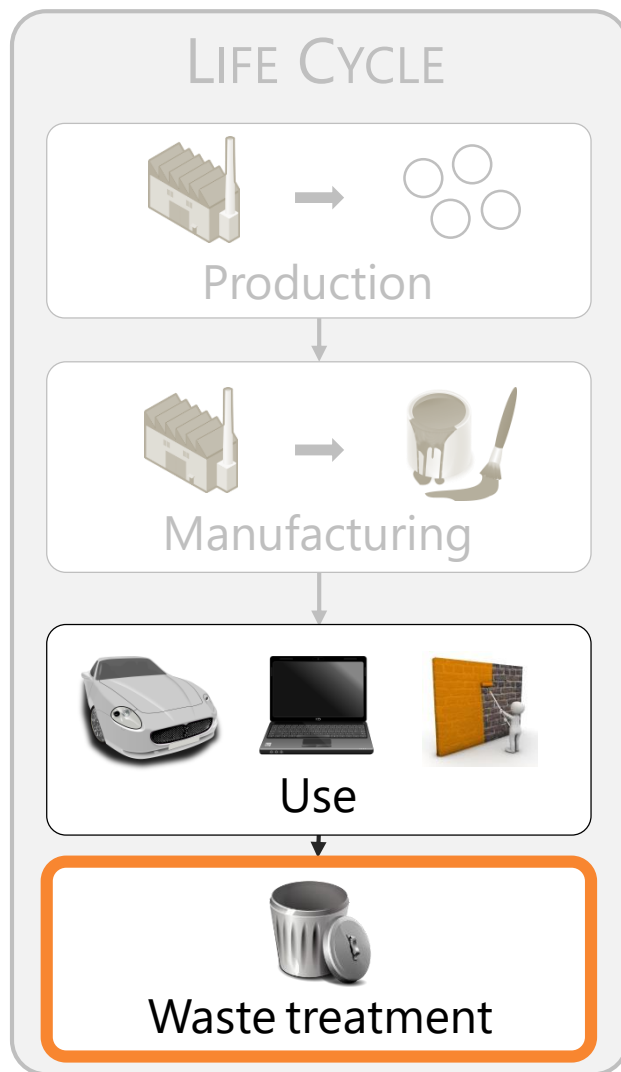 LIFE CYCLE
Production
Manufacturing
Use
Waste treatment